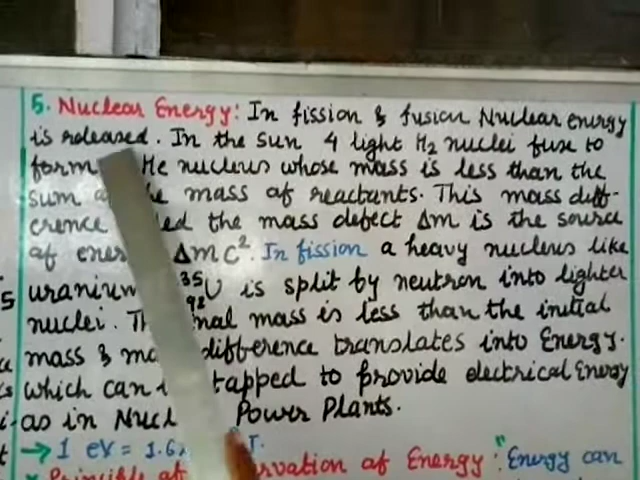 5. Nuclear Energy: In fission & fusion Nuclear energy
is released. In the sun 4 light H2 nuclei fuse to
form He nucleus whose mass is less than the
sum mass of reactants. This mass diff-
erence the mass defect Δm is the source
of Δmc². In fission a heavy nucleus like
uranium U is split by neutron into lighter
nuclei. mass is less than the initial
mass & difference translates into Energy.
which can tapped to provide electrical Energy
as in Power Plants.
→ 1 eV = 1.6
of Energy: "Energy can